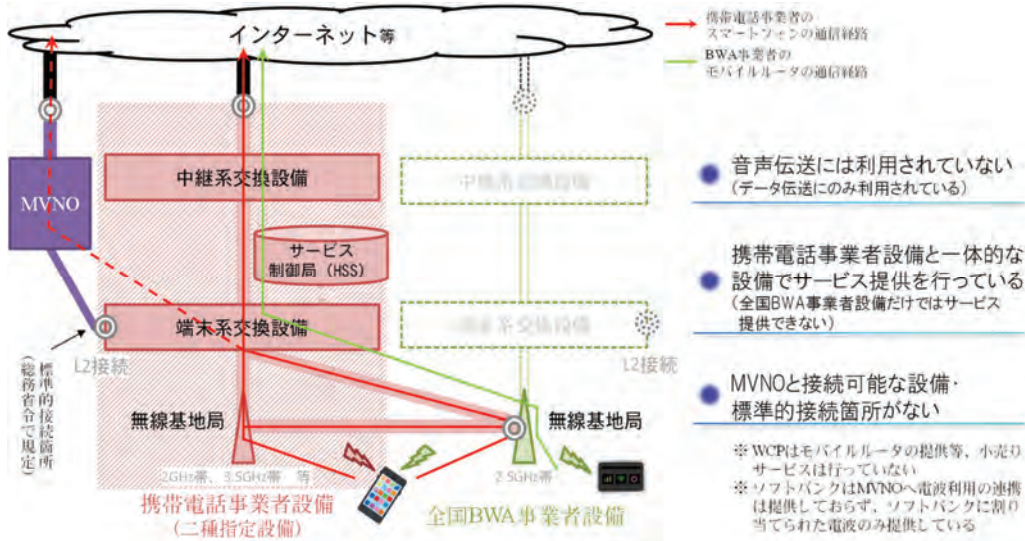 インターネット等
携帯電話事業者の
スマートフォンの通信経路
BWA事業者の
モバイルルータの通信経路
中継系交換設備
中継系交換設備
MVNO
サービス
制御局（HSS）
端末系交換設備
端末系交換設備
L2接続
L2接続
標準的接続箇所
（総務省令で規定）
無線基地局
無線基地局
2GHz帯、3.5GHz帯 等
2.5GHz帯
携帯電話事業者設備
（二種指定設備）
全国BWA事業者設備
音声伝送には利用されていない
（データ伝送にのみ利用されている）
携帯電話事業者設備と一体的な
設備でサービス提供を行っている
（全国BWA事業者設備だけではサービス
提供できない）
MVNOと接続可能な設備・
標準的接続箇所がない
※WCPはモバイルルータの提供等、小売り
サービスは行っていない
※ソフトバンクはMVNOへ電波利用の連携
は提供しておらず、ソフトバンクに割り
当てられた電波のみ提供している